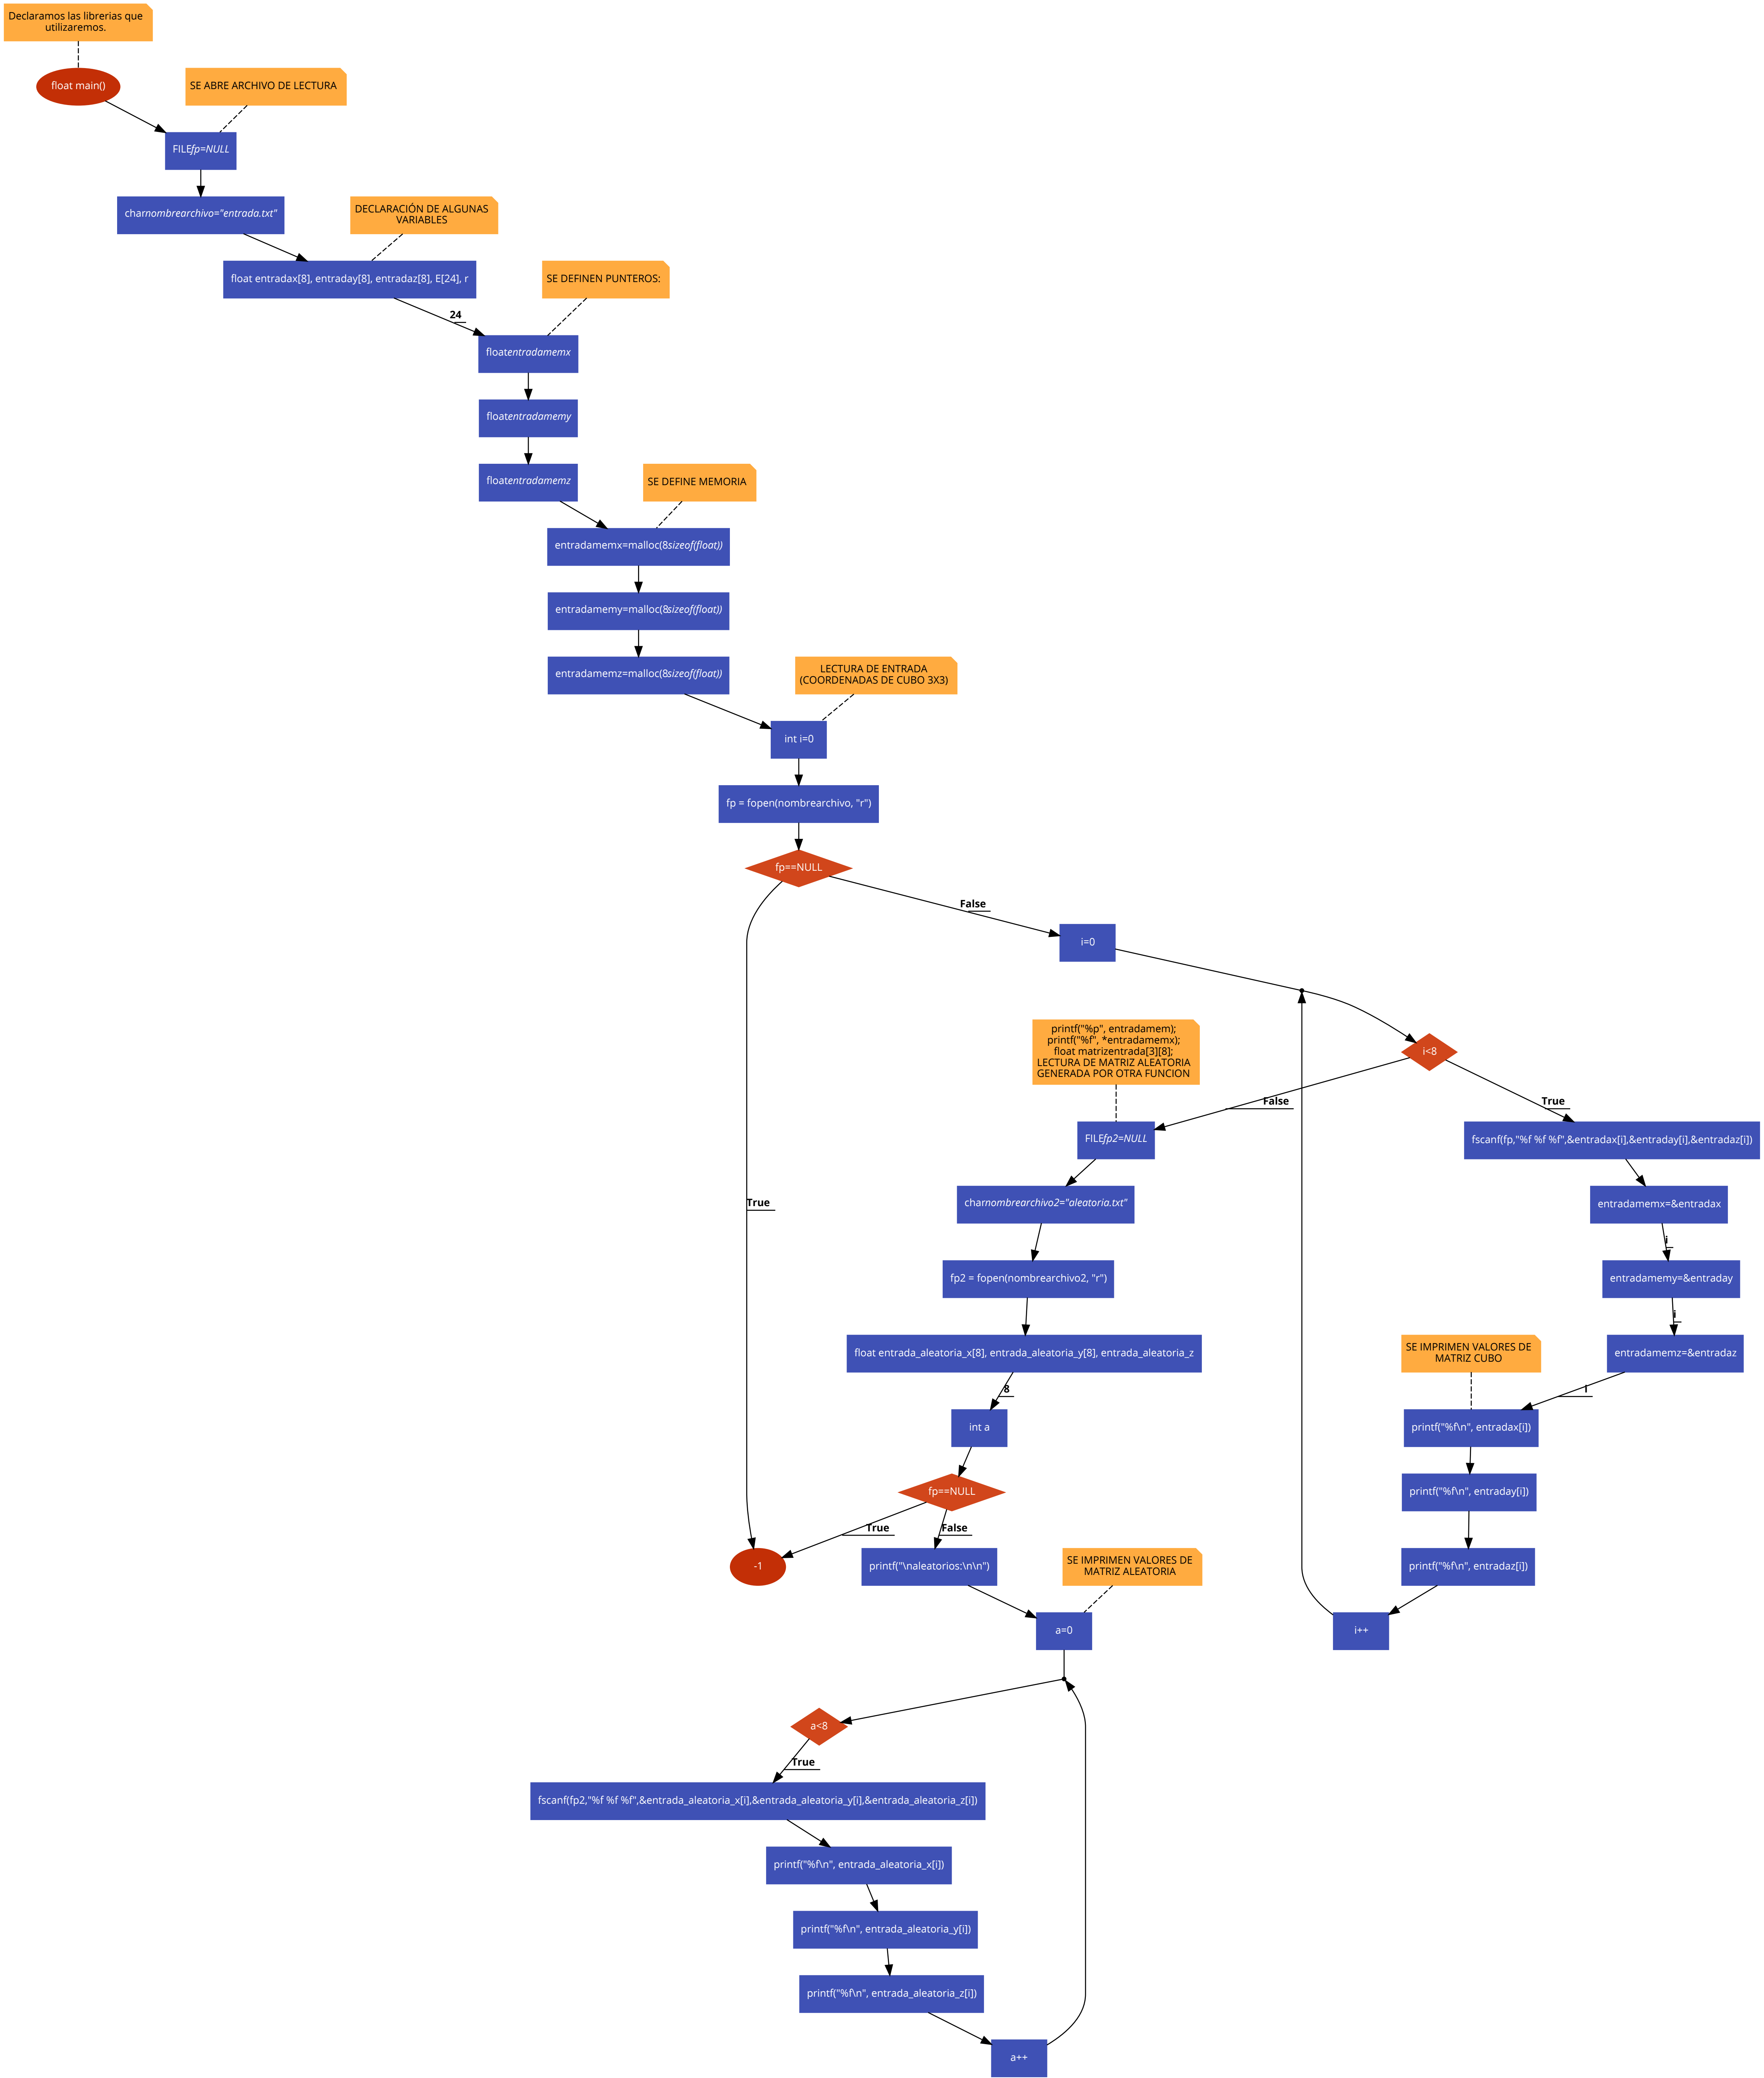 Declaramos las librerias que
utilizaremos.
float main()
SE ABRE ARCHIVO DE LECTURA
FILEfp=NULL
charnombrearchivo="entrada.txt"
DECLARACIÓN DE ALGUNAS
VARIABLES
float entradax[8], entraday[8], entradaz[8], E[24], r
SE DEFINEN PUNTEROS:
24
floatentradamemx
floatentradamemy
floatentradamemz
SE DEFINE MEMORIA
entradamemx=malloc(8sizeof(float))
entradamemy=malloc(8sizeof(float))
entradamemz=malloc(8sizeof(float))
LECTURA DE ENTRADA
(COORDENADAS DE CUBO 3X3)
int i=0
fp = fopen(nombrearchivo, "r")
fp==NULL
False
i=0
printf("%p", entradamem);
printf("%f", *entradamemx);
float matrizentrada[3][8];
LECTURA DE MATRIZ ALEATORIA
GENERADA POR OTRA FUNCION
i<8
False
True
FILEfp2=NULL
fscanf(fp,"%f %f %f",&entradax[i],&entraday[i],&entradaz[i])
True
charnombrearchivo2="aleatoria.txt"
entradamemx=&entradax
i
fp2 = fopen(nombrearchivo2, "r")
entradamemy=&entraday
i
float entrada_aleatoria_x[8], entrada_aleatoria_y[8], entrada_aleatoria_z
SE IMPRIMEN VALORES DE
MATRIZ CUBO
entradamemz=&entradaz
8
i
int a
printf("%f\n", entradax[i])
fp==NULL
printf("%f\n", entraday[i])
True
False
-1
printf("\naleatorios:\n\n")
SE IMPRIMEN VALORES DE
MATRIZ ALEATORIA
printf("%f\n", entradaz[i])
a=0
i++
a<8
True
fscanf(fp2,"%f %f %f",&entrada_aleatoria_x[i],&entrada_aleatoria_y[i],&entrada_aleatoria_z[i])
printf("%f\n", entrada_aleatoria_x[i])
printf("%f\n", entrada_aleatoria_y[i])
printf("%f\n", entrada_aleatoria_z[i])
a++